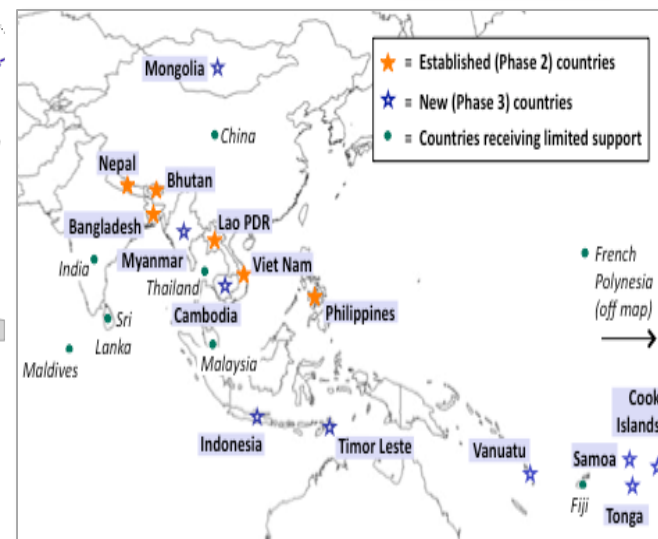 Mongolia
= Established (Phase 2) countries
= New (Phase 3) countries
= Countries receiving limited support
China
Nepal
Bhutan
Bangladesh
Lao PDR
Myanmar
India
Thailand
Viet Nam
Cambodia
Philippines
Sri
Lanka
Maldives
Malaysia
French
Polynesia
(off map)
Indonesia
Timor Leste
Vanuatu
Cook
Islands
Samoa
Fiji
Tonga